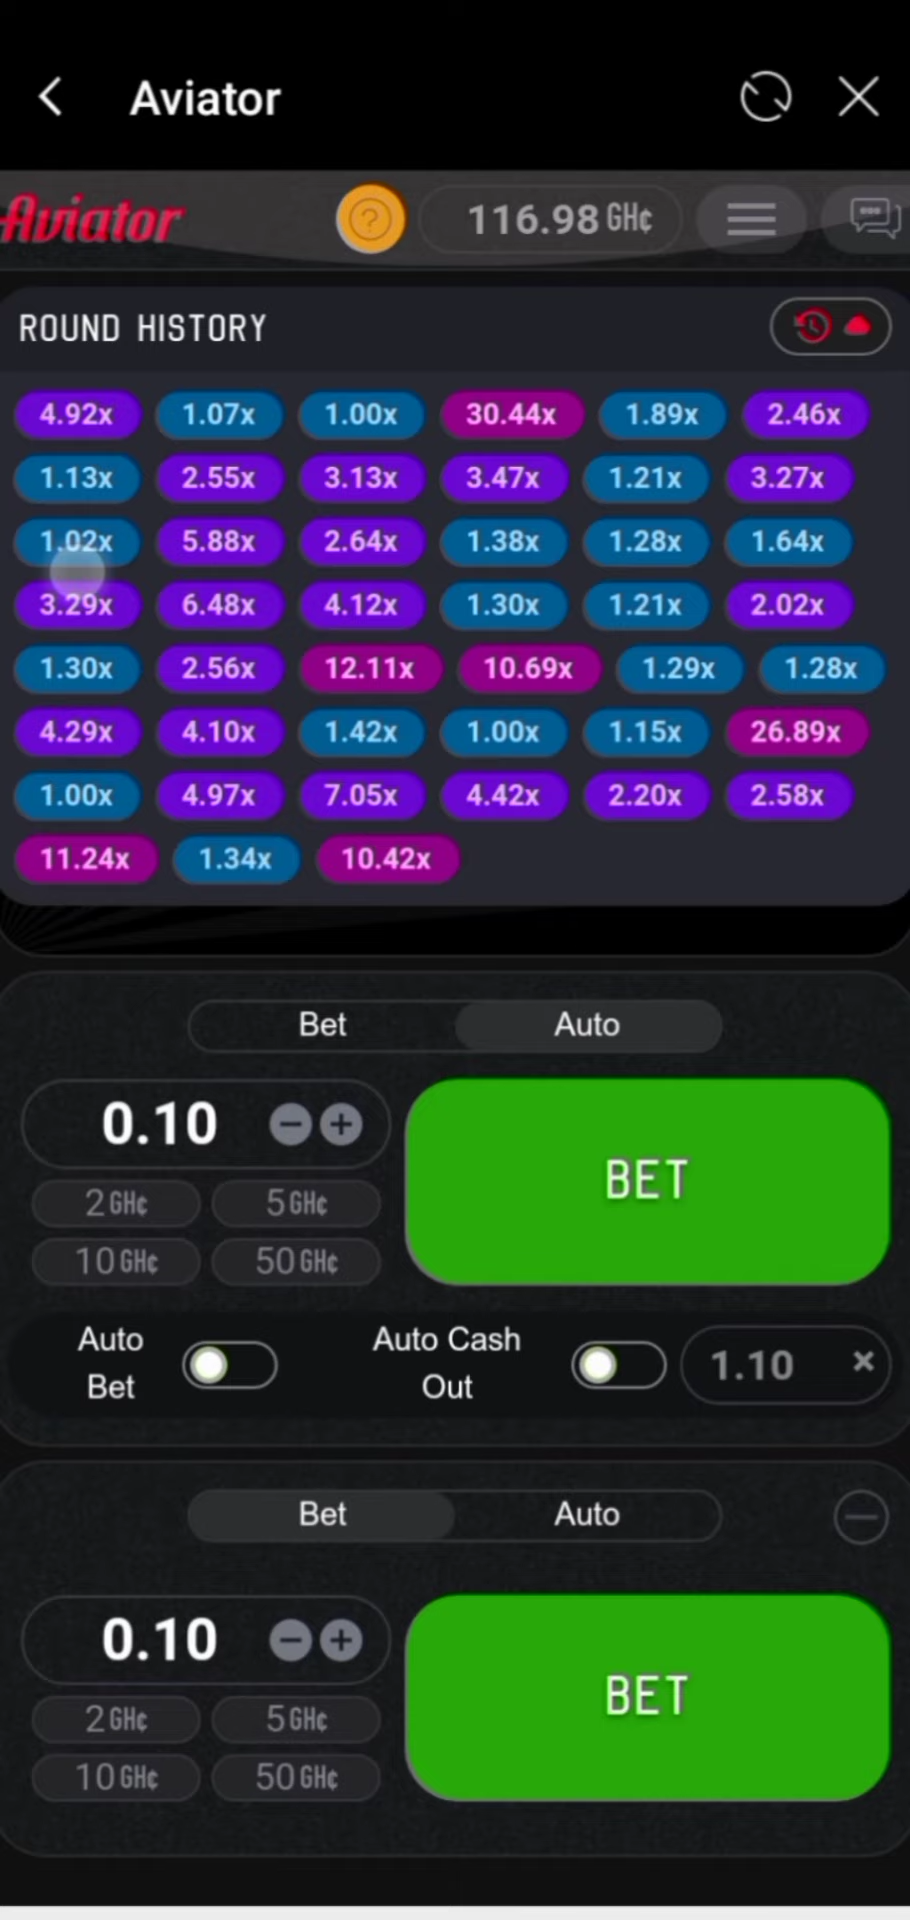 Aviator
Aviator ? 116.98 GH¢
ROUND HISTORY
4.92x 1.07x 1.00x 30.44x 1.89x 2.46x
1.13x 2.55x 3.13x 3.47x 1.21x 3.27x
1.02x 5.88x 2.64x 1.38x 1.28x 1.64x
3.29x 6.48x 4.12x 1.30x 1.21x 2.02x
1.30x 2.56x 12.11x 10.69x 1.29x 1.28x
4.29x 4.10x 1.42x 1.00x 1.15x 26.89x
1.00x 4.97x 7.05x 4.42x 2.20x 2.58x
11.24x 1.34x 10.42x
Bet Auto
0.10 − +
BET
2 GH¢ 5 GH¢
10 GH¢ 50 GH¢
Auto Bet
Auto Cash Out
1.10 ×
Bet Auto
0.10 − +
BET
2 GH¢ 5 GH¢
10 GH¢ 50 GH¢